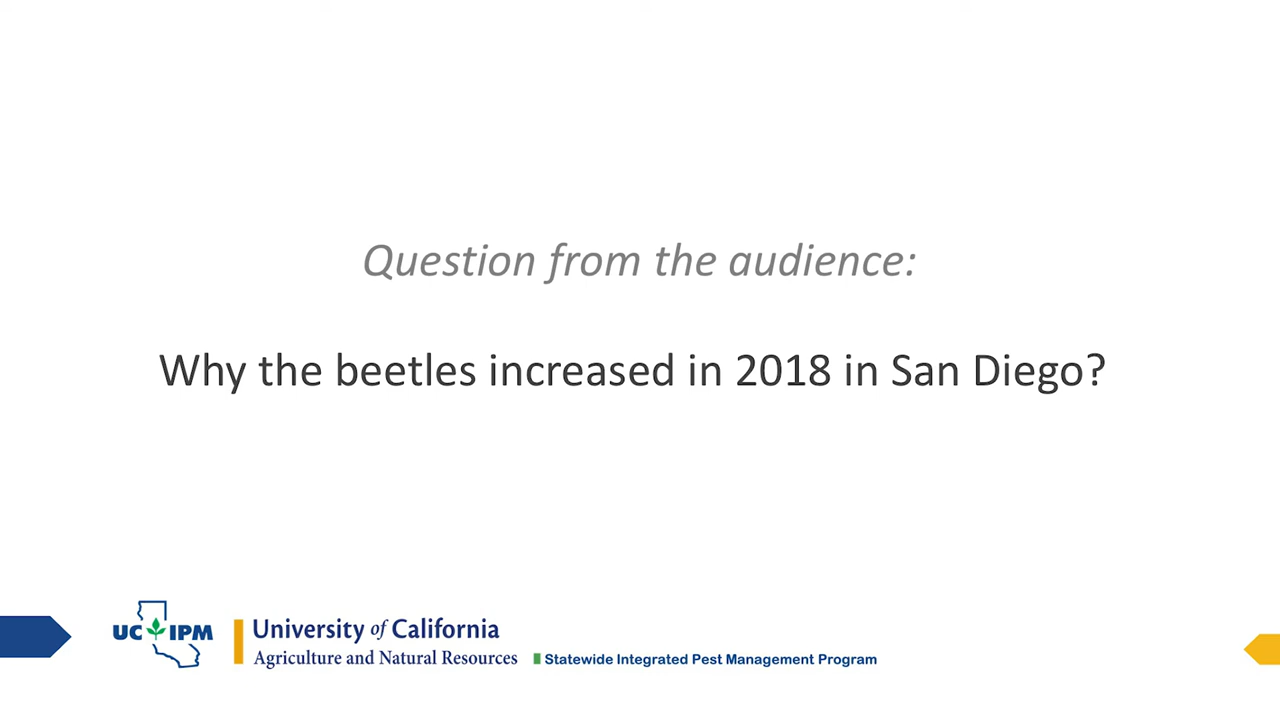 Question from the audience:
Why the beetles increased in 2018 in San Diego?
UC IPM
University of California
Agriculture and Natural Resources
Statewide Integrated Pest Management Program